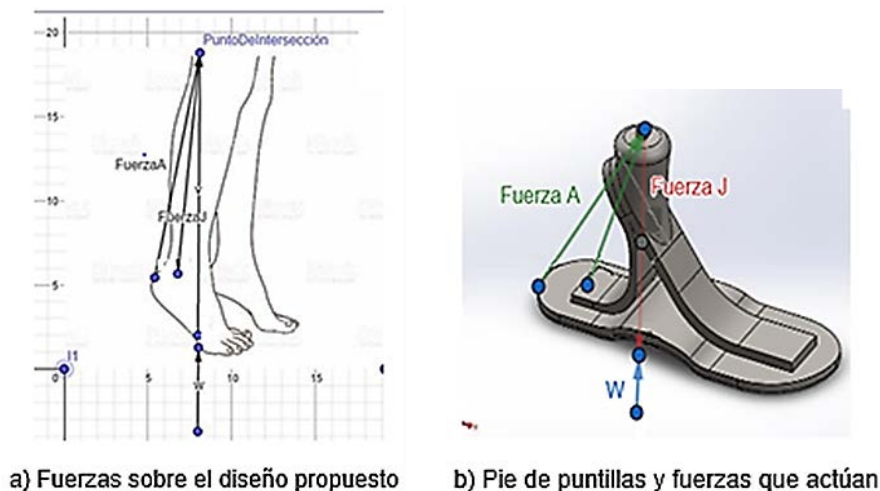 20
PuntoDeIntersección
15
FuerzaA
10
FuerzaJ
5
I1
0
5
10
15
W
Fuerza A
Fuerza J
W
a) Fuerzas sobre el diseño propuesto
b) Pie de puntillas y fuerzas que actúan